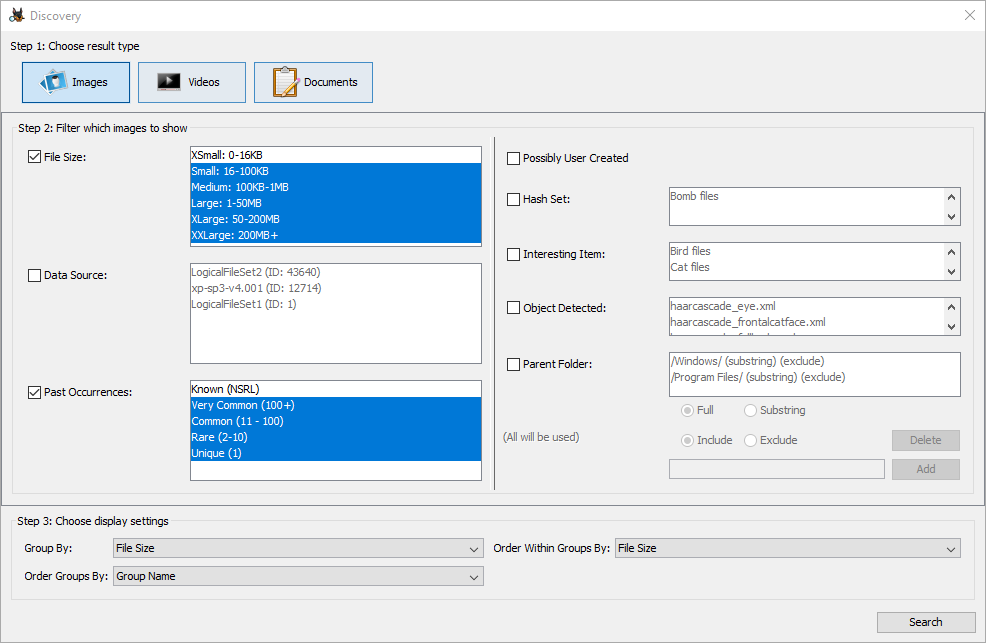 Discovery
Step 1: Choose result type
Images
Videos
Documents
Step 2: Filter which images to show
File Size:
XSmall: 0-16KB
Small: 16-100KB
Medium: 100KB-1MB
Large: 1-50MB
XLarge: 50-200MB
XXLarge: 200MB+
Data Source:
LogicalFileSet2 (ID: 43640)
xp-sp3-v4.001 (ID: 12714)
LogicalFileSet1 (ID: 1)
Past Occurrences:
Known (NSRL)
Very Common (100+)
Common (11 - 100)
Rare (2-10)
Unique (1)
Possibly User Created
Hash Set:
Bomb files
Interesting Item:
Bird files
Cat files
Object Detected:
haarcascade_eye.xml
haarcascade_frontalcatface.xml
Parent Folder:
/Windows/ (substring) (exclude)
/Program Files/ (substring) (exclude)
Full
Substring
(All will be used)
Include
Exclude
Delete
Add
Step 3: Choose display settings
Group By:
File Size
Order Within Groups By:
File Size
Order Groups By:
Group Name
Search